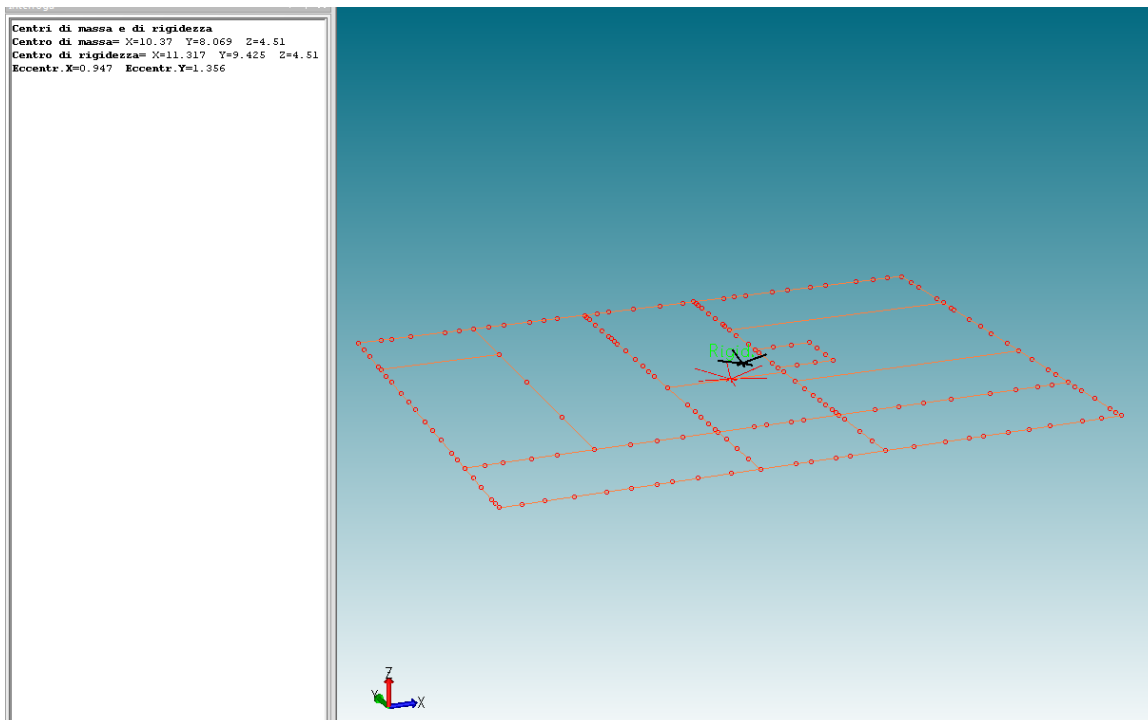 Centri di massa e di rigidezza
Centro di massa= X=10.37 Y=8.069 Z=4.51
Centro di rigidezza= X=11.317 Y=9.425 Z=4.51
Eccentr.X=0.947 Eccentr.Y=1.356
Z
Y
X